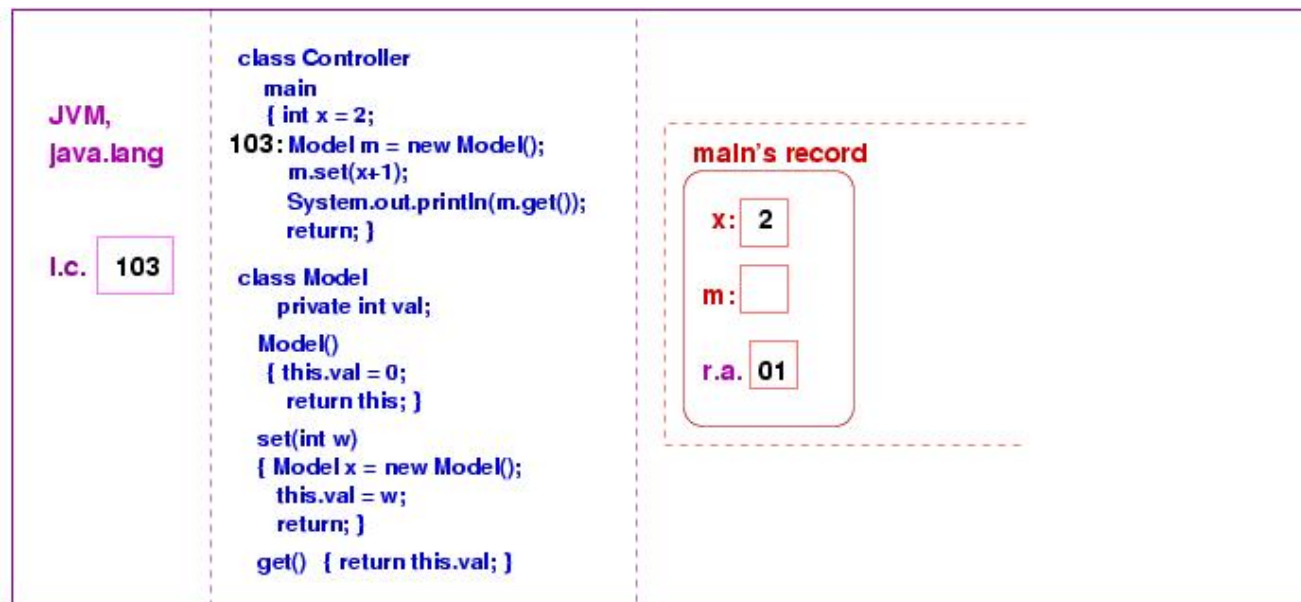 JVM,
java.lang
I.c. 103
class Controller
main
{ int x = 2;
103: Model m = new Model();
m.set(x+1);
System.out.println(m.get());
return; }
class Model
private int val;
Model()
{ this.val = 0;
return this; }
set(int w)
{ Model x = new Model();
this.val = w;
return; }
get() { return this.val; }
main's record
x: 2
m:
r.a. 01